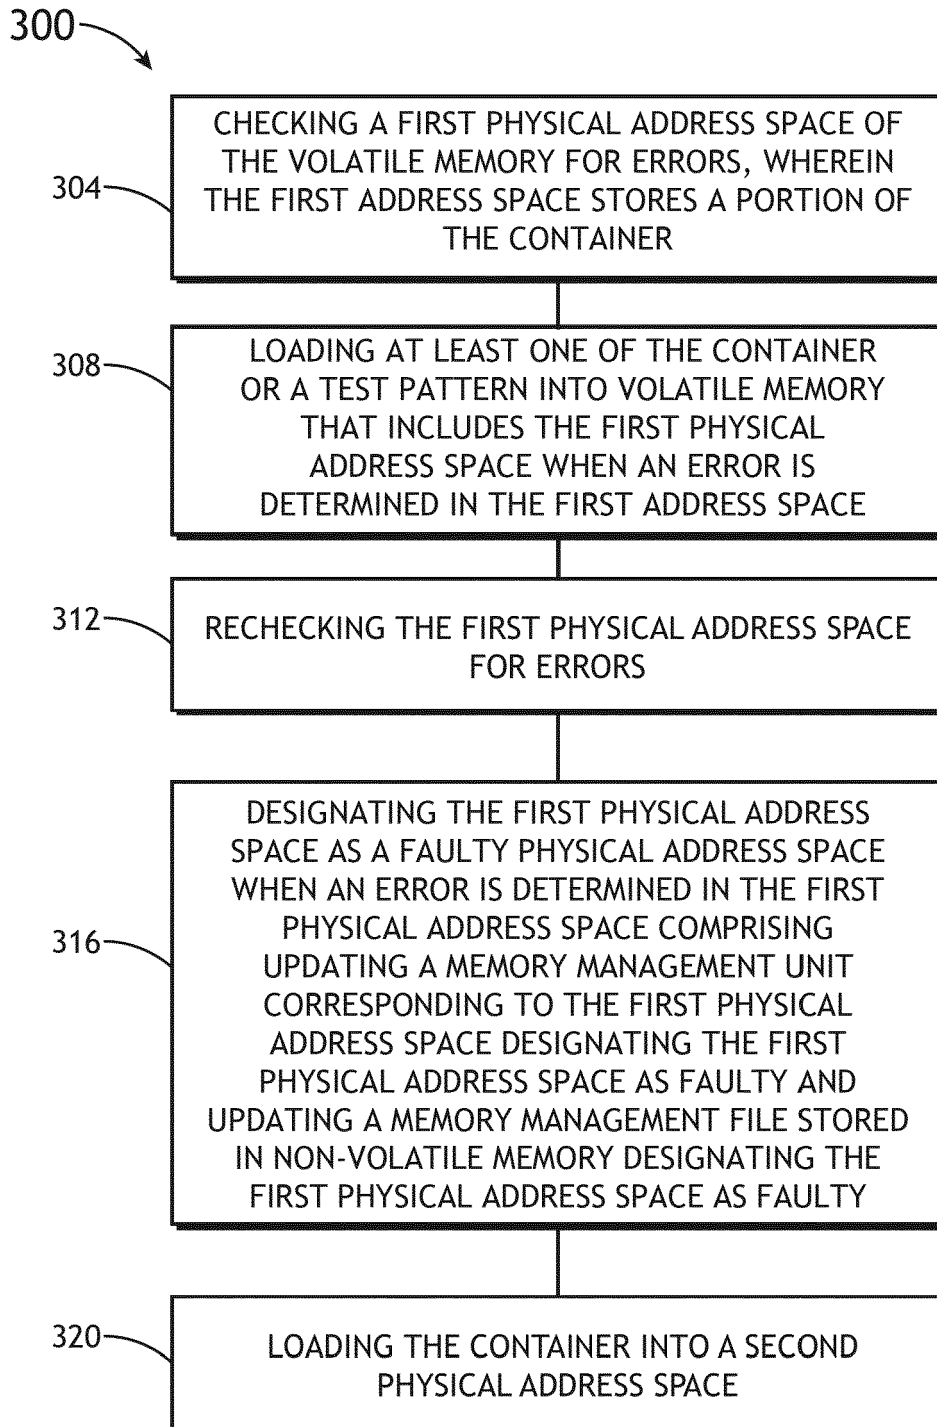 300
304
CHECKING A FIRST PHYSICAL ADDRESS SPACE OF
THE VOLATILE MEMORY FOR ERRORS, WHEREIN
THE FIRST ADDRESS SPACE STORES A PORTION OF
THE CONTAINER
308
LOADING AT LEAST ONE OF THE CONTAINER
OR A TEST PATTERN INTO VOLATILE MEMORY
THAT INCLUDES THE FIRST PHYSICAL
ADDRESS SPACE WHEN AN ERROR IS
DETERMINED IN THE FIRST ADDRESS SPACE
312
RECHECKING THE FIRST PHYSICAL ADDRESS SPACE
FOR ERRORS
316
DESIGNATING THE FIRST PHYSICAL ADDRESS
SPACE AS A FAULTY PHYSICAL ADDRESS SPACE
WHEN AN ERROR IS DETERMINED IN THE FIRST
PHYSICAL ADDRESS SPACE COMPRISING
UPDATING A MEMORY MANAGEMENT UNIT
CORRESPONDING TO THE FIRST PHYSICAL
ADDRESS SPACE DESIGNATING THE FIRST
PHYSICAL ADDRESS SPACE AS FAULTY AND
UPDATING A MEMORY MANAGEMENT FILE STORED
IN NON-VOLATILE MEMORY DESIGNATING THE
FIRST PHYSICAL ADDRESS SPACE AS FAULTY
320
LOADING THE CONTAINER INTO A SECOND
PHYSICAL ADDRESS SPACE